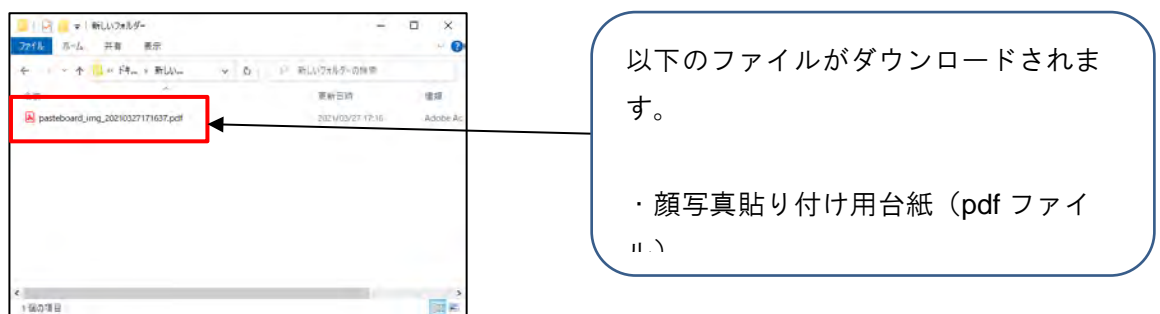 新しいフォルダー
ファイル ホーム 共有 表示
新しい... 新しいフォルダーの検索
更新日時 種類
pasteboard_img_20210327171637.pdf 2021/03/27 17:16 Adobe Ac
1 個の項目
以下のファイルがダウンロードされま
す。
・顔写真貼り付け用台紙（pdf ファイ
ル）